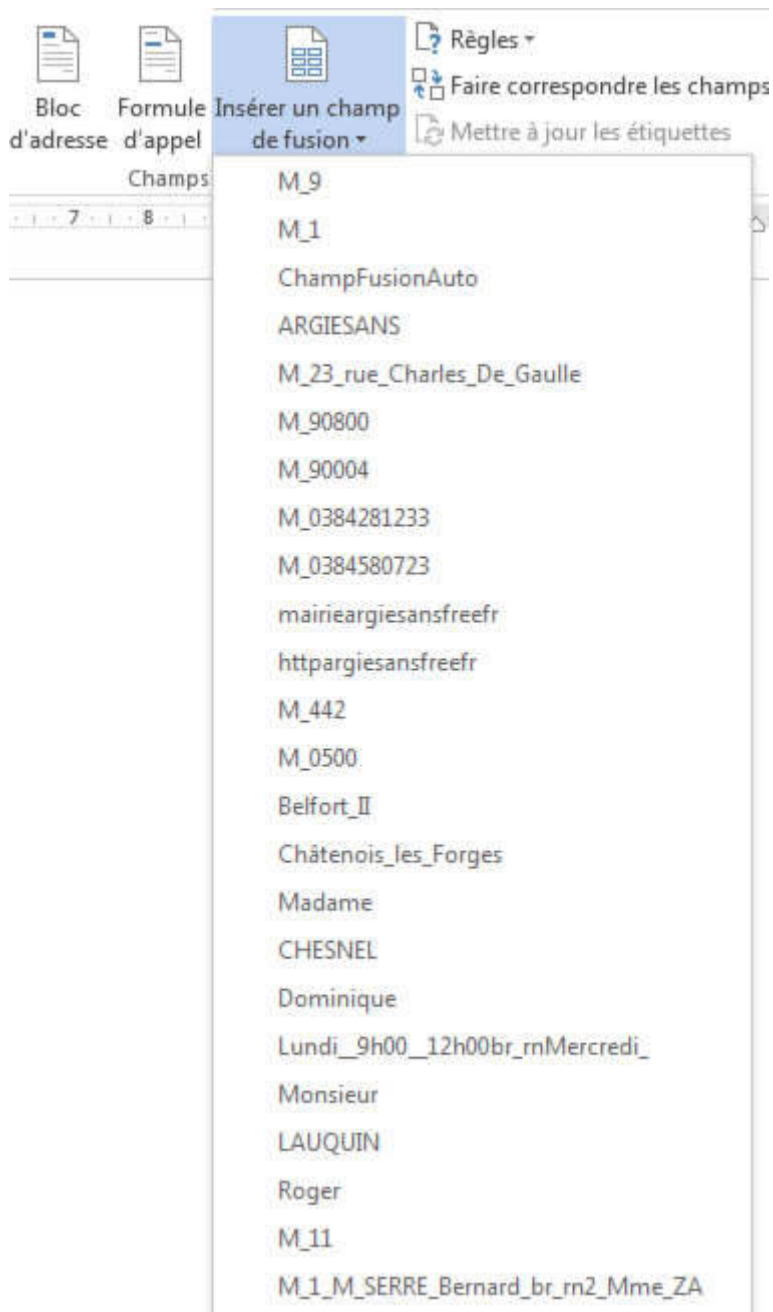 Bloc d'adresse
Formule d'appel
Insérer un champ de fusion
Règles
Faire correspondre les champs
Mettre à jour les étiquettes
Champs
7 8
M_9
M_1
ChampFusionAuto
ARGIESANS
M_23_rue_Charles_De_Gaulle
M_90800
M_90004
M_0384281233
M_0384580723
mairieargiesansfreefr
httpargiesansfreefr
M_442
M_0500
Belfort_II
Châtenois_les_Forges
Madame
CHESNEL
Dominique
Lundi__9h00__12h00br_rnMercredi_
Monsieur
LAUQUIN
Roger
M_11
M_1_M_SERRE_Bernard_br_rn2_Mme_ZA